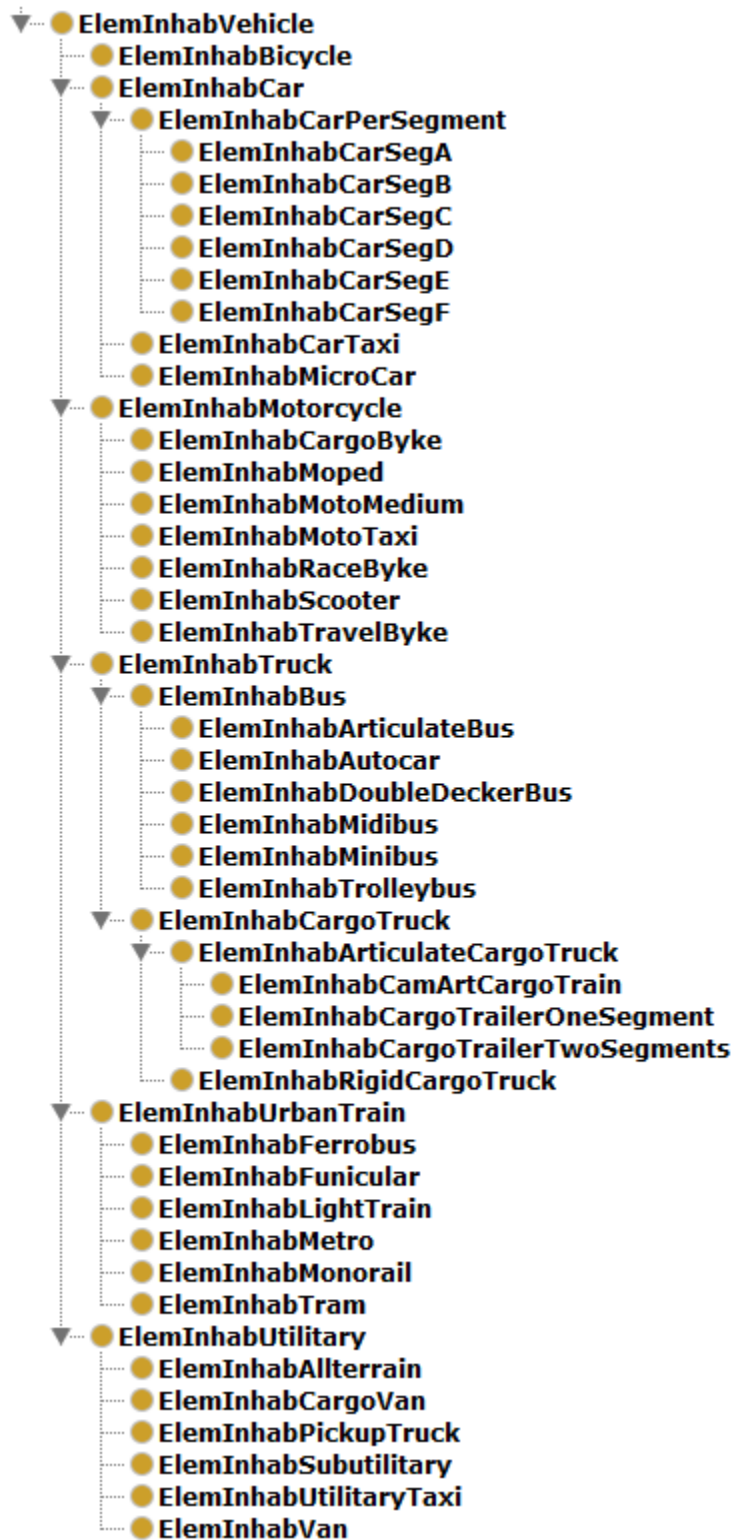 ElemInhabVehicle
ElemInhabBicycle
ElemInhabCar
ElemInhabCarPerSegment
ElemInhabCarSegA
ElemInhabCarSegB
ElemInhabCarSegC
ElemInhabCarSegD
ElemInhabCarSegE
ElemInhabCarSegF
ElemInhabCarTaxi
ElemInhabMicroCar
ElemInhabMotorcycle
ElemInhabCargoByke
ElemInhabMoped
ElemInhabMotoMedium
ElemInhabMotoTaxi
ElemInhabRaceByke
ElemInhabScooter
ElemInhabTravelByke
ElemInhabTruck
ElemInhabBus
ElemInhabArticulateBus
ElemInhabAutocar
ElemInhabDoubleDeckerBus
ElemInhabMidibus
ElemInhabMinibus
ElemInhabTrolleybus
ElemInhabCargoTruck
ElemInhabArticulateCargoTruck
ElemInhabCamArtCargoTrain
ElemInhabCargoTrailerOneSegment
ElemInhabCargoTrailerTwoSegments
ElemInhabRigidCargoTruck
ElemInhabUrbanTrain
ElemInhabFerrobus
ElemInhabFunicular
ElemInhabLightTrain
ElemInhabMetro
ElemInhabMonorail
ElemInhabTram
ElemInhabUtilitary
ElemInhabAllterrain
ElemInhabCargoVan
ElemInhabPickupTruck
ElemInhabSubutilitary
ElemInhabUtilitaryTaxi
ElemInhabVan